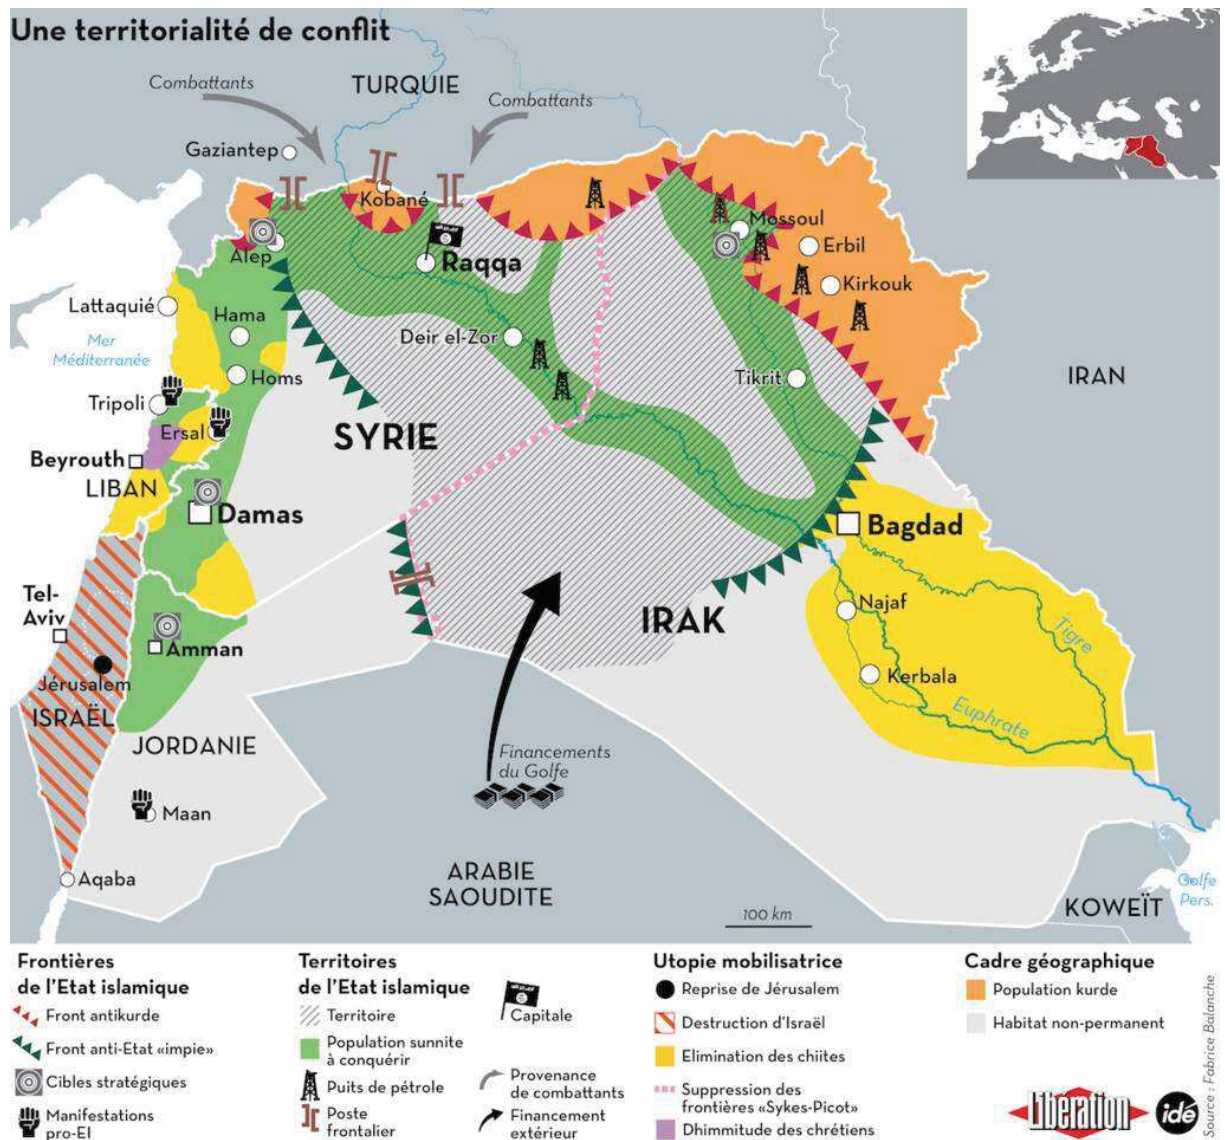 Une territorialité de conflit
Combattants
TURQUIE
Combattants
Gaziantep
Kobané
Mossoul
Erbil
Alep
Raqqa
Kirkouk
Lattaquié
Hama
Mer
Méditerranée
Deir el-Zor
Homs
Tikrit
IRAN
Tripoli
Ersal
SYRIE
Beyrouth
LIBAN
Damas
Bagdad
Tel-
Aviv
Najaf
IRAK
Tigre
Amman
Jérusalem
Kerbala
ISRAËL
Euphrate
JORDANIE
Financements
du Golfe
Maan
ARABIE
SAOUDITE
Aqaba
100 km
KOWEÏT
Golfe
Pers.
Frontières
de l'Etat islamique
Front antikurde
Front anti-Etat «impie»
Cibles stratégiques
Manifestations
pro-EI
Territoires
de l'Etat islamique
Territoire
Population sunnite
à conquérir
Puits de pétrole
Poste
frontalier
Capitale
Provenance
de combattants
Financement
extérieur
Utopie mobilisatrice
Reprise de Jérusalem
Destruction d'Israël
Elimination des chiites
Suppression des
frontières «Sykes-Picot»
Dhimmitude des chrétiens
Cadre géographique
Population kurde
Habitat non-permanent
Libération
idé
Source : Fabrice Balanche